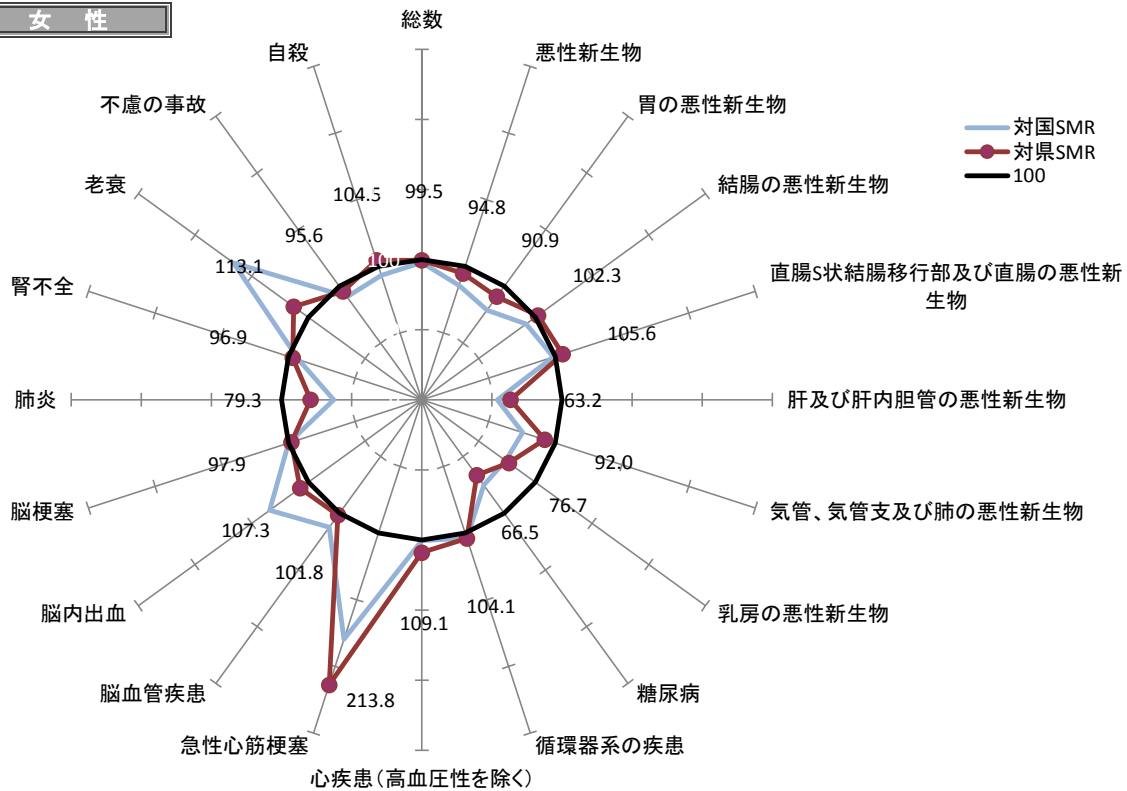 女 性
総数
自殺
悪性新生物
不慮の事故
胃の悪性新生物
対国SMR
対県SMR
100
老衰
結腸の悪性新生物
104.5
99.5
94.8
95.6
90.9
113.1
100
102.3
腎不全
直腸S状結腸移行部及び直腸の悪性新
生物
96.9
105.6
肺炎
79.3
63.2
肝及び肝内胆管の悪性新生物
97.9
92.0
脳梗塞
76.7
気管、気管支及び肺の悪性新生物
107.3
66.5
101.8
104.1
109.1
脳内出血
乳房の悪性新生物
脳血管疾患
213.8
糖尿病
急性心筋梗塞
循環器系の疾患
心疾患(高血圧性を除く)